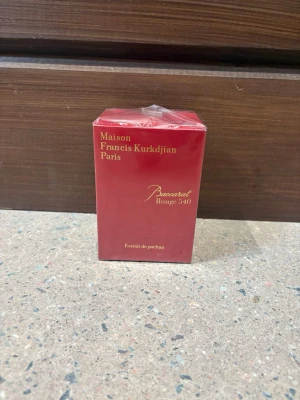 Maison
Francis Kurkdjian
Paris
Baccarat
Rouge 540
Extrait de parfum